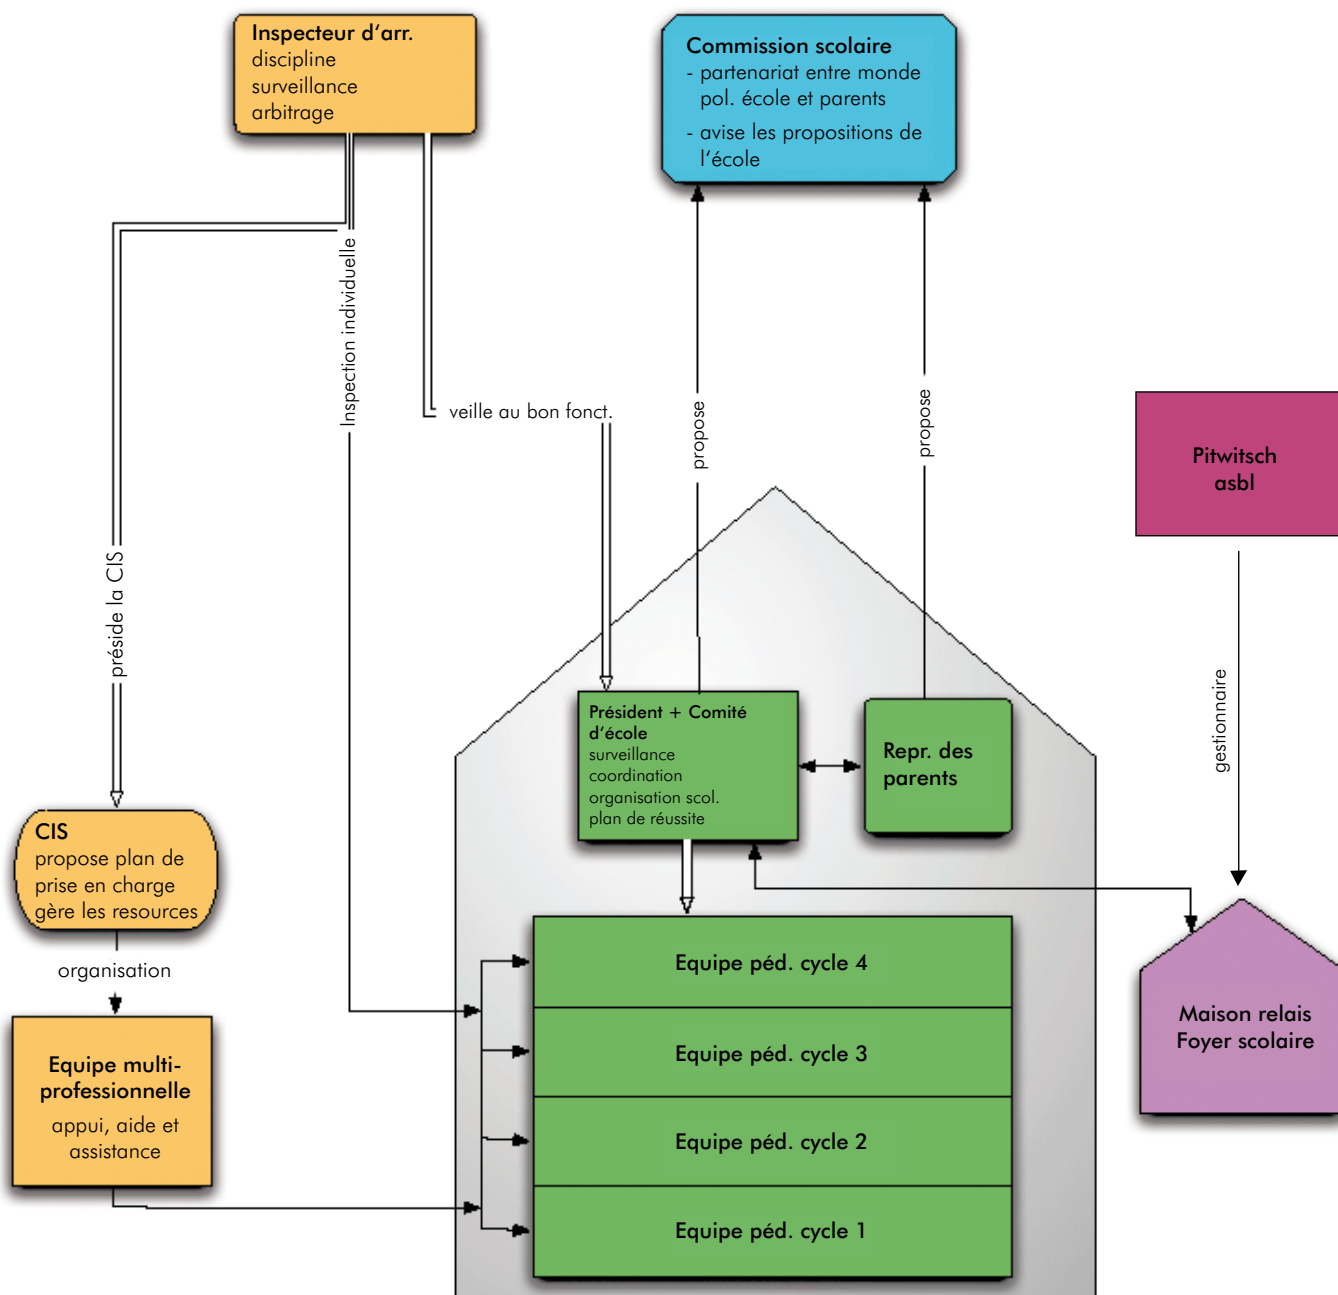 Inspecteur d'arr.
discipline
surveillance
arbitrage
Commission scolaire
- partenariat entre monde
pol. école et parents
- avise les propositions de
l'école
Inspection individuelle
veille au bon fonct.
propose
propose
Pitwitsch
asbl
préside la CIS
gestionnaire
Président + Comité
d'école
surveillance
coordination
organisation scol.
plan de réussite
Repr. des
parents
CIS
propose plan de
prise en charge
gère les resources
organisation
Equipe multi-
professionnelle
appui, aide et
assistance
Equipe péd. cycle 4
Equipe péd. cycle 3
Equipe péd. cycle 2
Equipe péd. cycle 1
Maison relais
Foyer scolaire